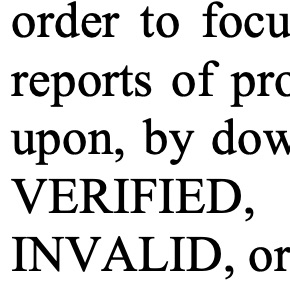 order to focu
reports of pro
upon, by dow
VERIFIED,
INVALID, or